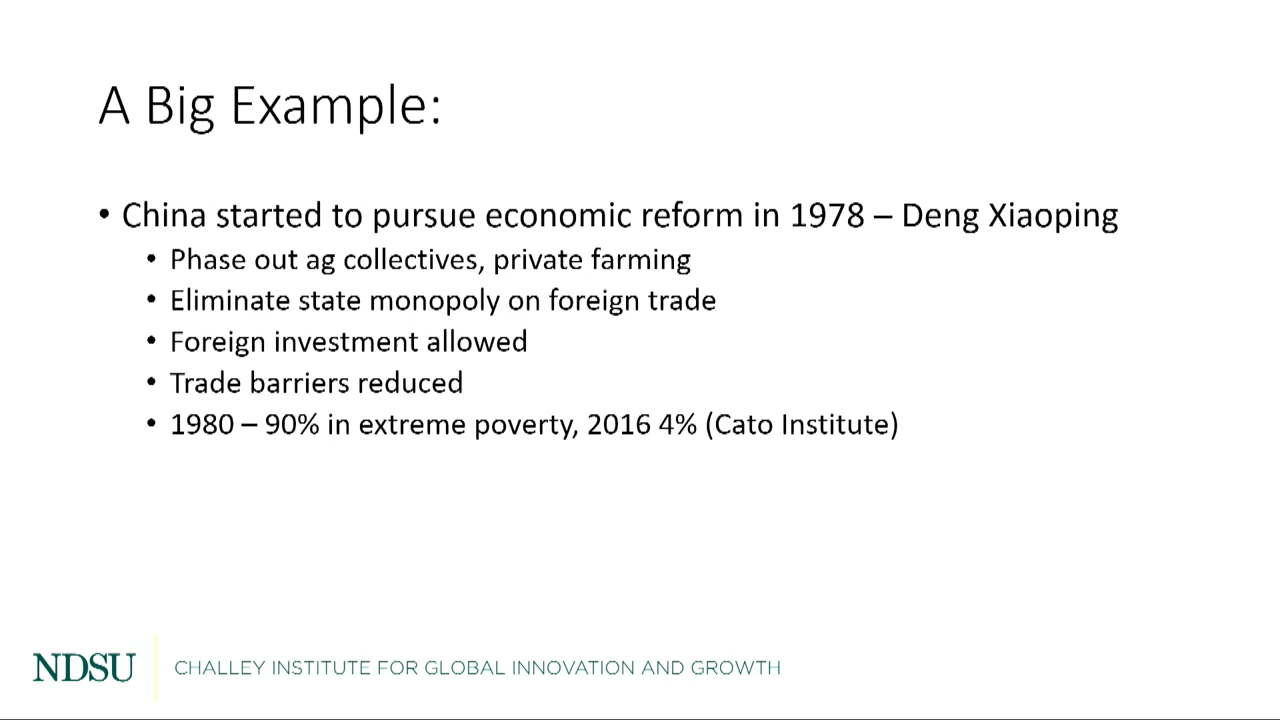 A Big Example:
• China started to pursue economic reform in 1978 – Deng Xiaoping
• Phase out ag collectives, private farming
• Eliminate state monopoly on foreign trade
• Foreign investment allowed
• Trade barriers reduced
• 1980 – 90% in extreme poverty, 2016 4% (Cato Institute)
NDSU CHALLEY INSTITUTE FOR GLOBAL INNOVATION AND GROWTH